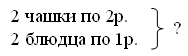 2 чашки по 2р.
2 блюдца по 1р.
?